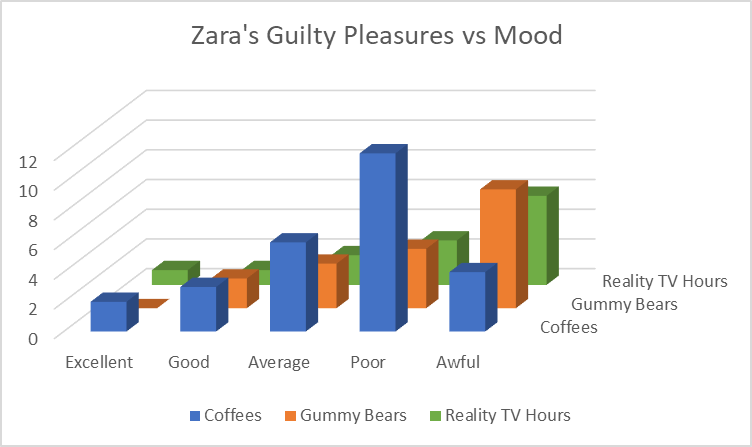 Zara's Guilty Pleasures vs Mood
12
10
8
6
4
2
0
Reality TV Hours
Gummy Bears
Coffees
Excellent Good Average Poor Awful
Coffees Gummy Bears Reality TV Hours